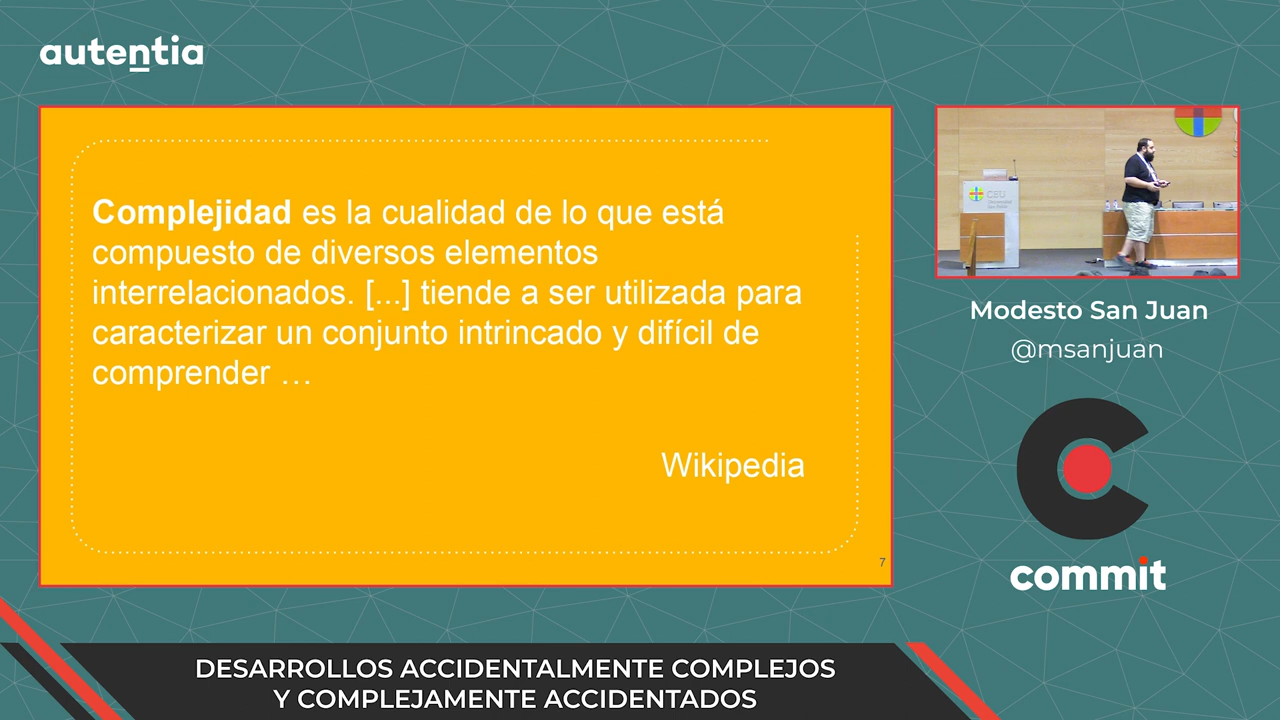 autentia
Complejidad es la cualidad de lo que está
compuesto de diversos elementos
interrelacionados. [...] tiende a ser utilizada para
caracterizar un conjunto intrincado y difícil de
comprender …
Wikipedia
7
CEU
Modesto San Juan
@msanjuan
commit
DESARROLLOS ACCIDENTALMENTE COMPLEJOS
Y COMPLEJAMENTE ACCIDENTADOS